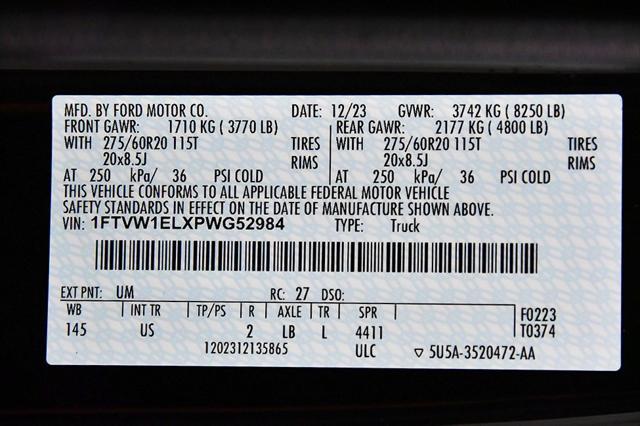 MFD. BY FORD MOTOR CO. DATE: 12/23 GVWR: 3742 KG ( 8250 LB)
FRONT GAWR: 1710 KG ( 3770 LB) REAR GAWR: 2177 KG ( 4800 LB)
WITH 275/60R20 115T TIRES WITH 275/60R20 115T TIRES
20x8.5J RIMS 20x8.5J RIMS
AT 250 kPa/ 36 PSI COLD AT 250 kPa/ 36 PSI COLD
THIS VEHICLE CONFORMS TO ALL APPLICABLE FEDERAL MOTOR VEHICLE
SAFETY STANDARDS IN EFFECT ON THE DATE OF MANUFACTURE SHOWN ABOVE.
VIN: 1FTVW1ELXPWG52984 TYPE: Truck
EXT PNT: UM RC: 27 DSO:
WB INT TR TP/PS R AXLE TR SPR F0223
145 US 2 LB L 4411 T0374
1202312135865 ULC ▽ 5U5A-3520472-AA